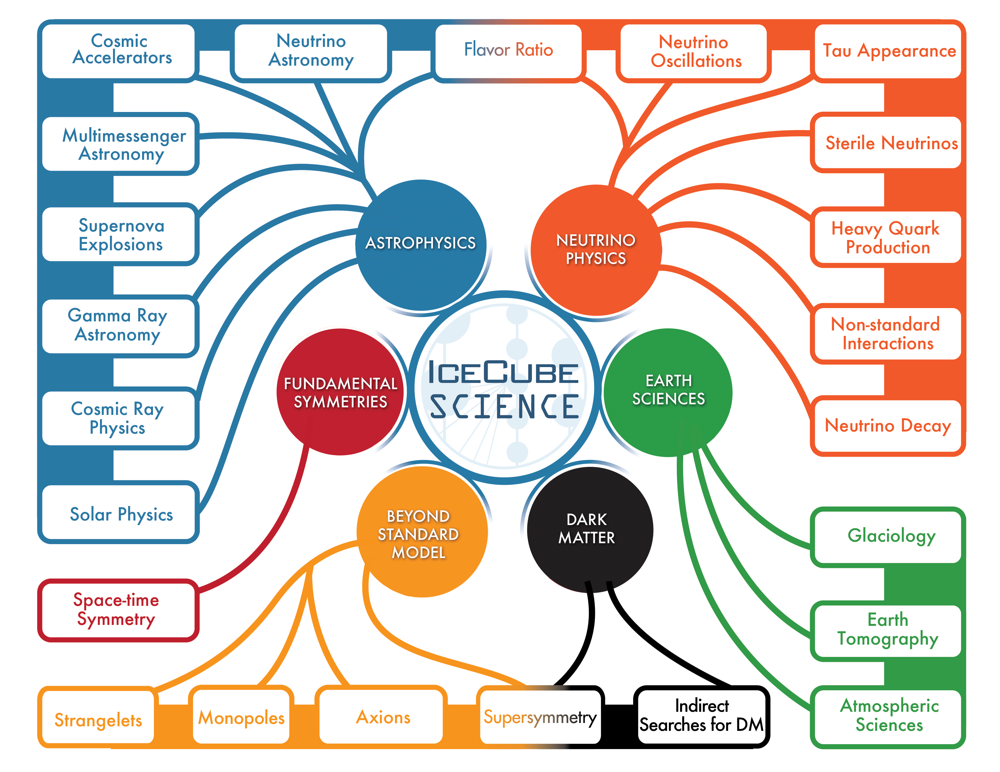 Cosmic
Accelerators
Neutrino
Astronomy
Flavor Ratio
Neutrino
Oscillations
Tau Appearance
Multimessenger
Astronomy
Sterile Neutrinos
Supernova
Explosions
ASTROPHYSICS
NEUTRINO
PHYSICS
Heavy Quark
Production
Gamma Ray
Astronomy
Non-standard
Interactions
FUNDAMENTAL
SYMMETRIES
ICECUBE
SCIENCE
EARTH
SCIENCES
Cosmic Ray
Physics
Neutrino Decay
Solar Physics
BEYOND
STANDARD
MODEL
DARK
MATTER
Glaciology
Space-time
Symmetry
Earth
Tomography
Strangelets
Monopoles
Axions
Supersymmetry
Indirect
Searches for DM
Atmospheric
Sciences